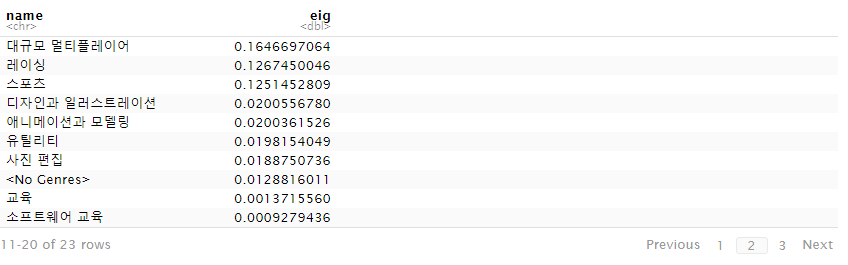 name eig
<chr> <dbl>
대규모 멀티플레이어 0.1646697064
레이싱 0.1267450046
스포츠 0.1251452809
디자인과 일러스트레이션 0.0200556780
애니메이션과 모델링 0.0200361526
유틸리티 0.0198154049
사진 편집 0.0188750736
<No Genres> 0.0128816011
교육 0.0013715560
소프트웨어 교육 0.0009279436
11-20 of 23 rows Previous 1 2 3 Next